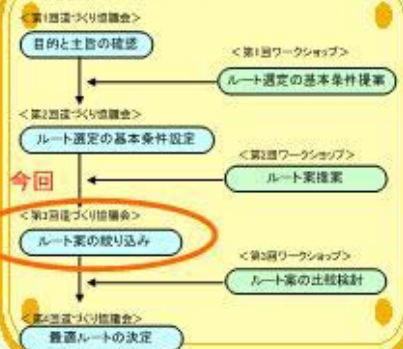 ＜第1回道づくり協議会＞
目的と主旨の確認
＜第1回ワークショップ＞
ルート選定の基本条件提案
＜第2回道づくり協議会＞
ルート選定の基本条件設定
＜第2回ワークショップ＞
今回
ルート案提案
＜第3回道づくり協議会＞
ルート案の絞り込み
＜第3回ワークショップ＞
ルート案の比較検討
＜第4回道づくり協議会＞
最適ルートの決定